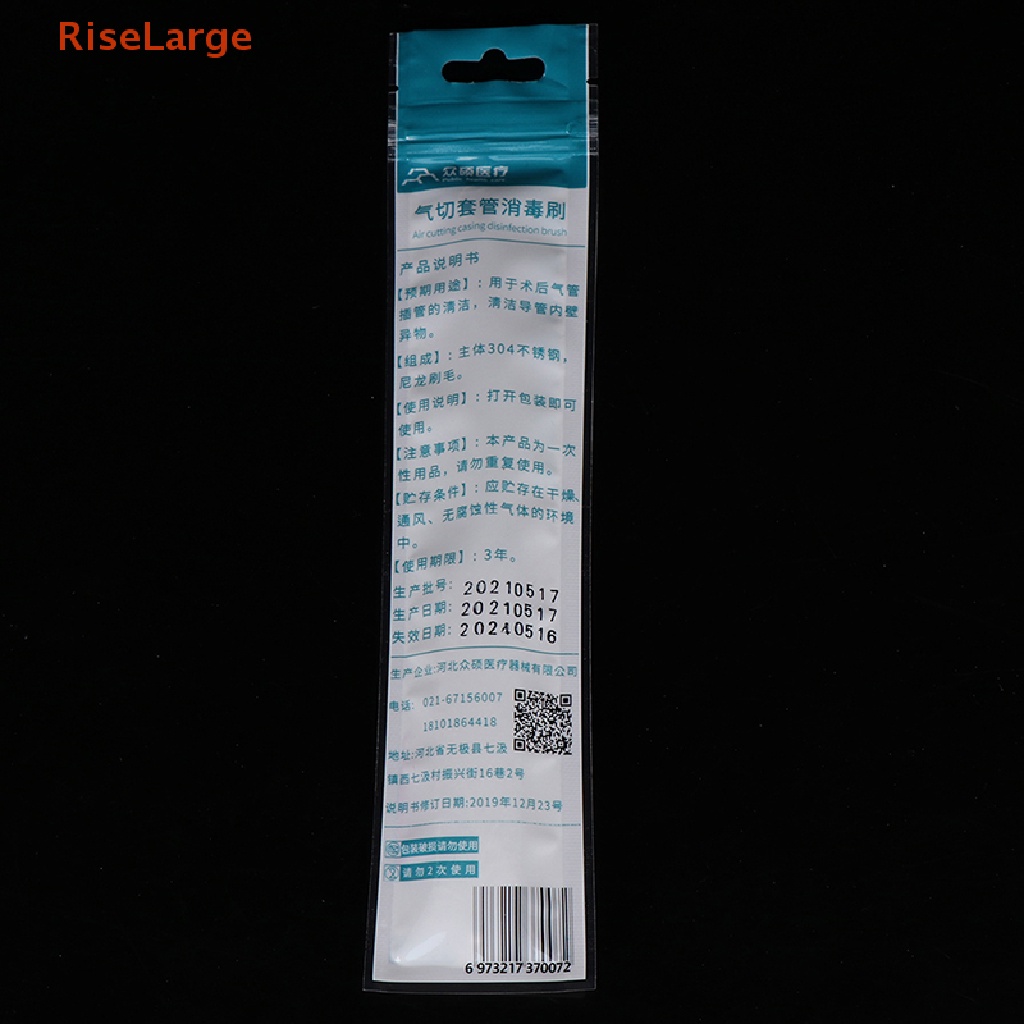 RiseLarge
众硕医疗
气切套管消毒刷
Air cutting casing disinfection brush
产品说明书
【预期用途】：用于术后气管
插管的清洁，清洁导管内壁
异物。
【组成】：主体304不锈钢，
尼龙刷毛。
【使用说明】：打开包装即可
使用。
【注意事项】：本产品为一次
性用品，请勿重复使用。
【贮存条件】：应贮存在干燥、
通风、无腐蚀性气体的环境
中。
【使用期限】：3年。
生产批号：20210517
生产日期：20210517
失效日期：20240516
生产企业:河北众硕医疗器械有限公司
电话: 021-67156007
18101864418
地址:河北省无极县七汲
镇西七汲村振兴街16巷2号
说明书修订日期:2019年12月23号
包装破损请勿使用
请勿2次使用
6 973217 370072